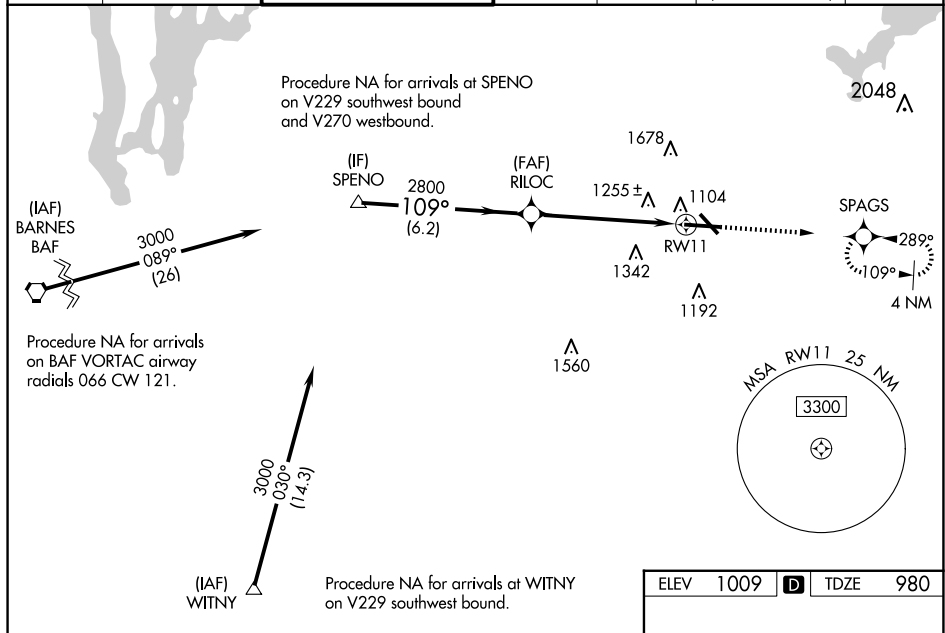 Procedure NA for arrivals at SPENO
on V229 southwest bound
and V270 westbound.
2048
1678
(IF)
SPENO
2800
109°
(6.2)
(FAF)
RILOC
1255 ±
1104
RW11
SPAGS
289°
109°
4 NM
(IAF)
BARNES
BAF
3000
089°
(26)
1342
1192
Procedure NA for arrivals
on BAF VORTAC airway
radials 066 CW 121.
1560
MSA RW11 25 NM
3300
3000
030°
(14.3)
(IAF)
WITNY
Procedure NA for arrivals at WITNY
on V229 southwest bound.
ELEV 1009 D TDZE 980